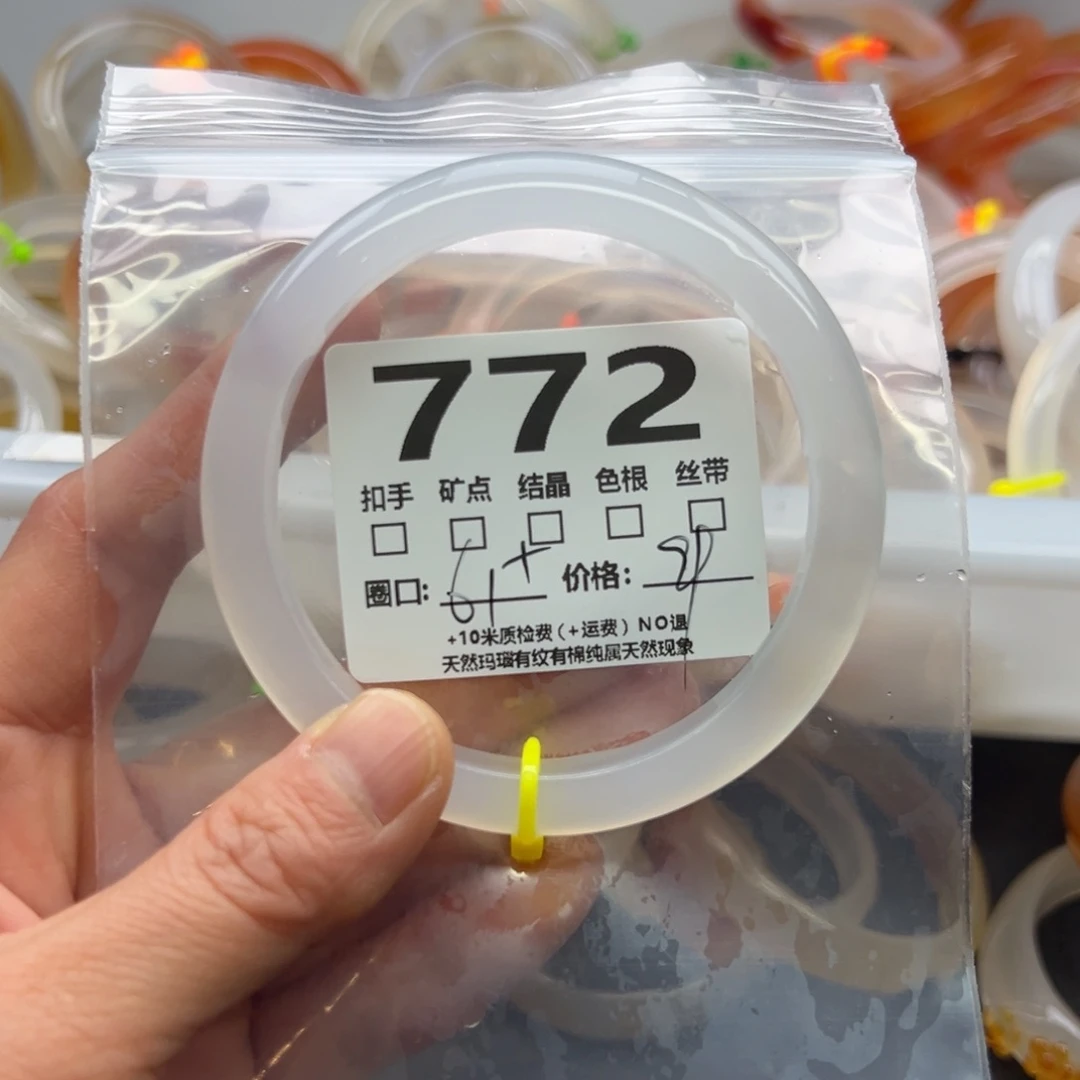 772
扣手 矿点 结晶 色根 丝带
圈口: 61+ 价格:
+10米质检费(+运费) NO退
天然玛瑙有纹有棉纯属天然现象